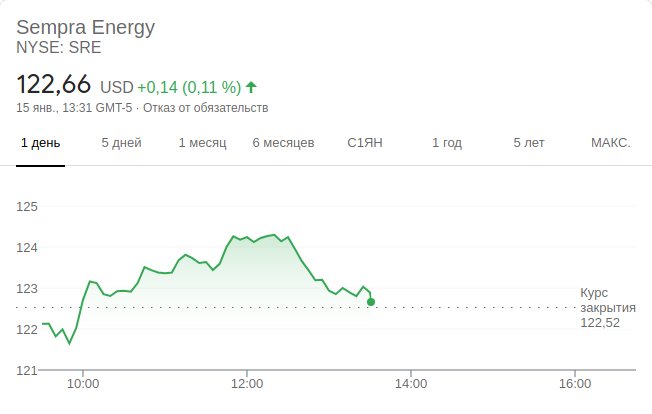 Sempra Energy
NYSE: SRE
122,66 USD +0,14 (0,11 %)
15 янв., 13:31 GMT-5 · Отказ от обязательств
1 день 5 дней 1 месяц 6 месяцев С1ЯН 1 год 5 лет МАКС.
125
124
123
122
121
Курс
закрытия
122,52
10:00 12:00 14:00 16:00